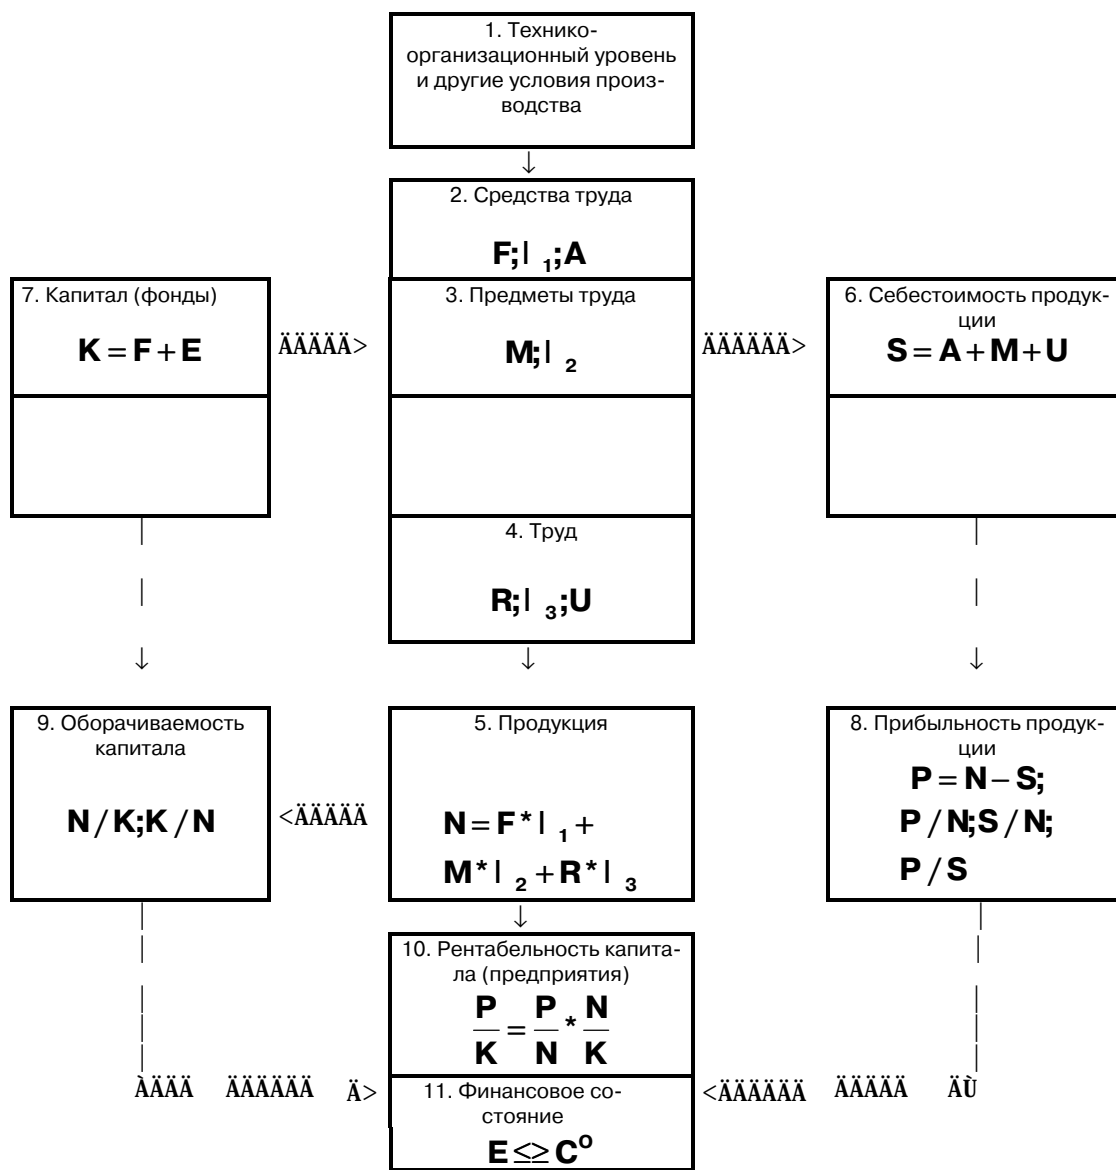 1. Технико-
организационный уровень
и другие условия произ-
водства
↓
2. Средства труда
F;l ₁;A
7. Капитал (фонды)
K = F + E
ÄÄÄÄÄ>
3. Предметы труда
M;l ₂
ÄÄÄÄÄÄ>
6. Себестоимость продук-
ции
S = A + M + U
4. Труд
R;l ₃;U
↓ ↓ ↓
9. Оборачиваемость
капитала
N / K;K / N
<ÄÄÄÄÄ
5. Продукция
N = F * l ₁ +
M * l ₂ + R * l ₃
8. Прибыльность продук-
ции
P = N − S;
P / N;S / N;
P / S
↓
10. Рентабельность капита-
ла (предприятия)
P/K = P/N * N/K
ÀÄÄÄ ÄÄÄÄÄÄ Ä>
11. Финансовое со-
стояние
E ≤≥ Cᴼ
<ÄÄÄÄÄÄ ÄÄÄÄÄ ÄÙ